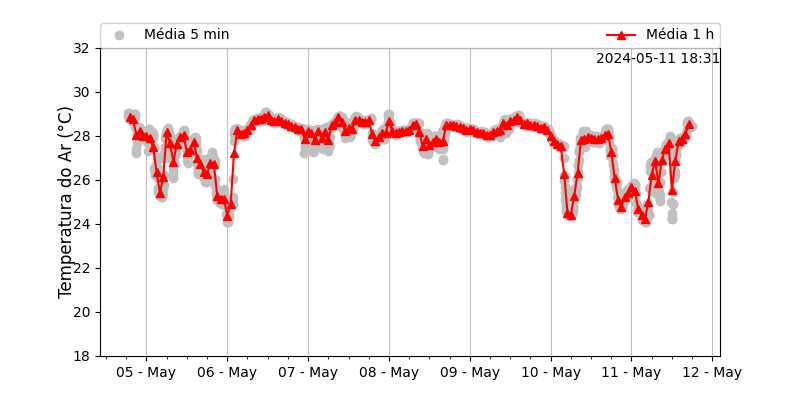 Média 5 min
Média 1 h
2024-05-11 18:31
Temperatura do Ar (°C)
32
30
28
26
24
22
20
18
05 - May
06 - May
07 - May
08 - May
09 - May
10 - May
11 - May
12 - May